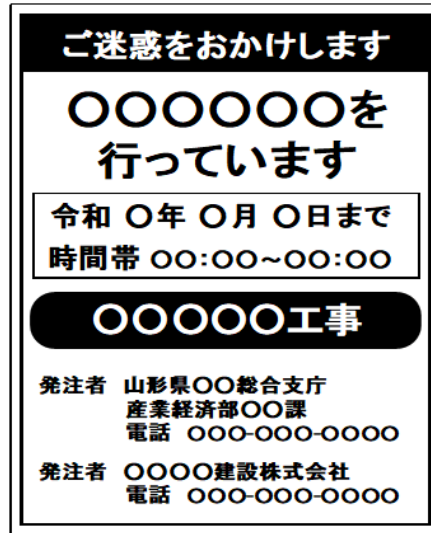 ご迷惑をおかけします
〇〇〇〇〇〇を
行っています
令和 〇年 〇月 〇日まで
時間帯 〇〇:〇〇~〇〇:〇〇
〇〇〇〇〇工事
発注者 山形県〇〇総合支庁
産業経済部〇〇課
電話 〇〇〇-〇〇〇-〇〇〇〇
発注者 〇〇〇〇建設株式会社
電話 〇〇〇-〇〇〇-〇〇〇〇